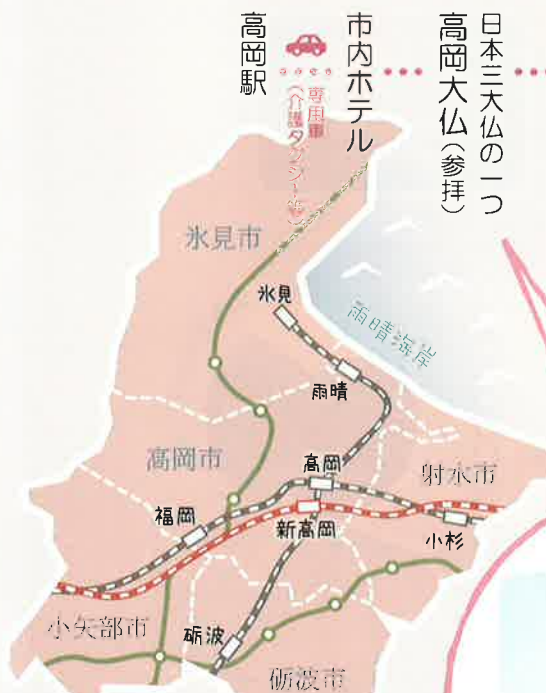 日本三大仏の一つ
高岡大仏(参拝)
市内ホテル
専用車
(介護タクシー等)
高岡駅
氷見市
氷見
雨晴海岸
雨晴
高岡市
高岡
射水市
福岡
新高岡
小杉
小矢部市
砺波
砺波市